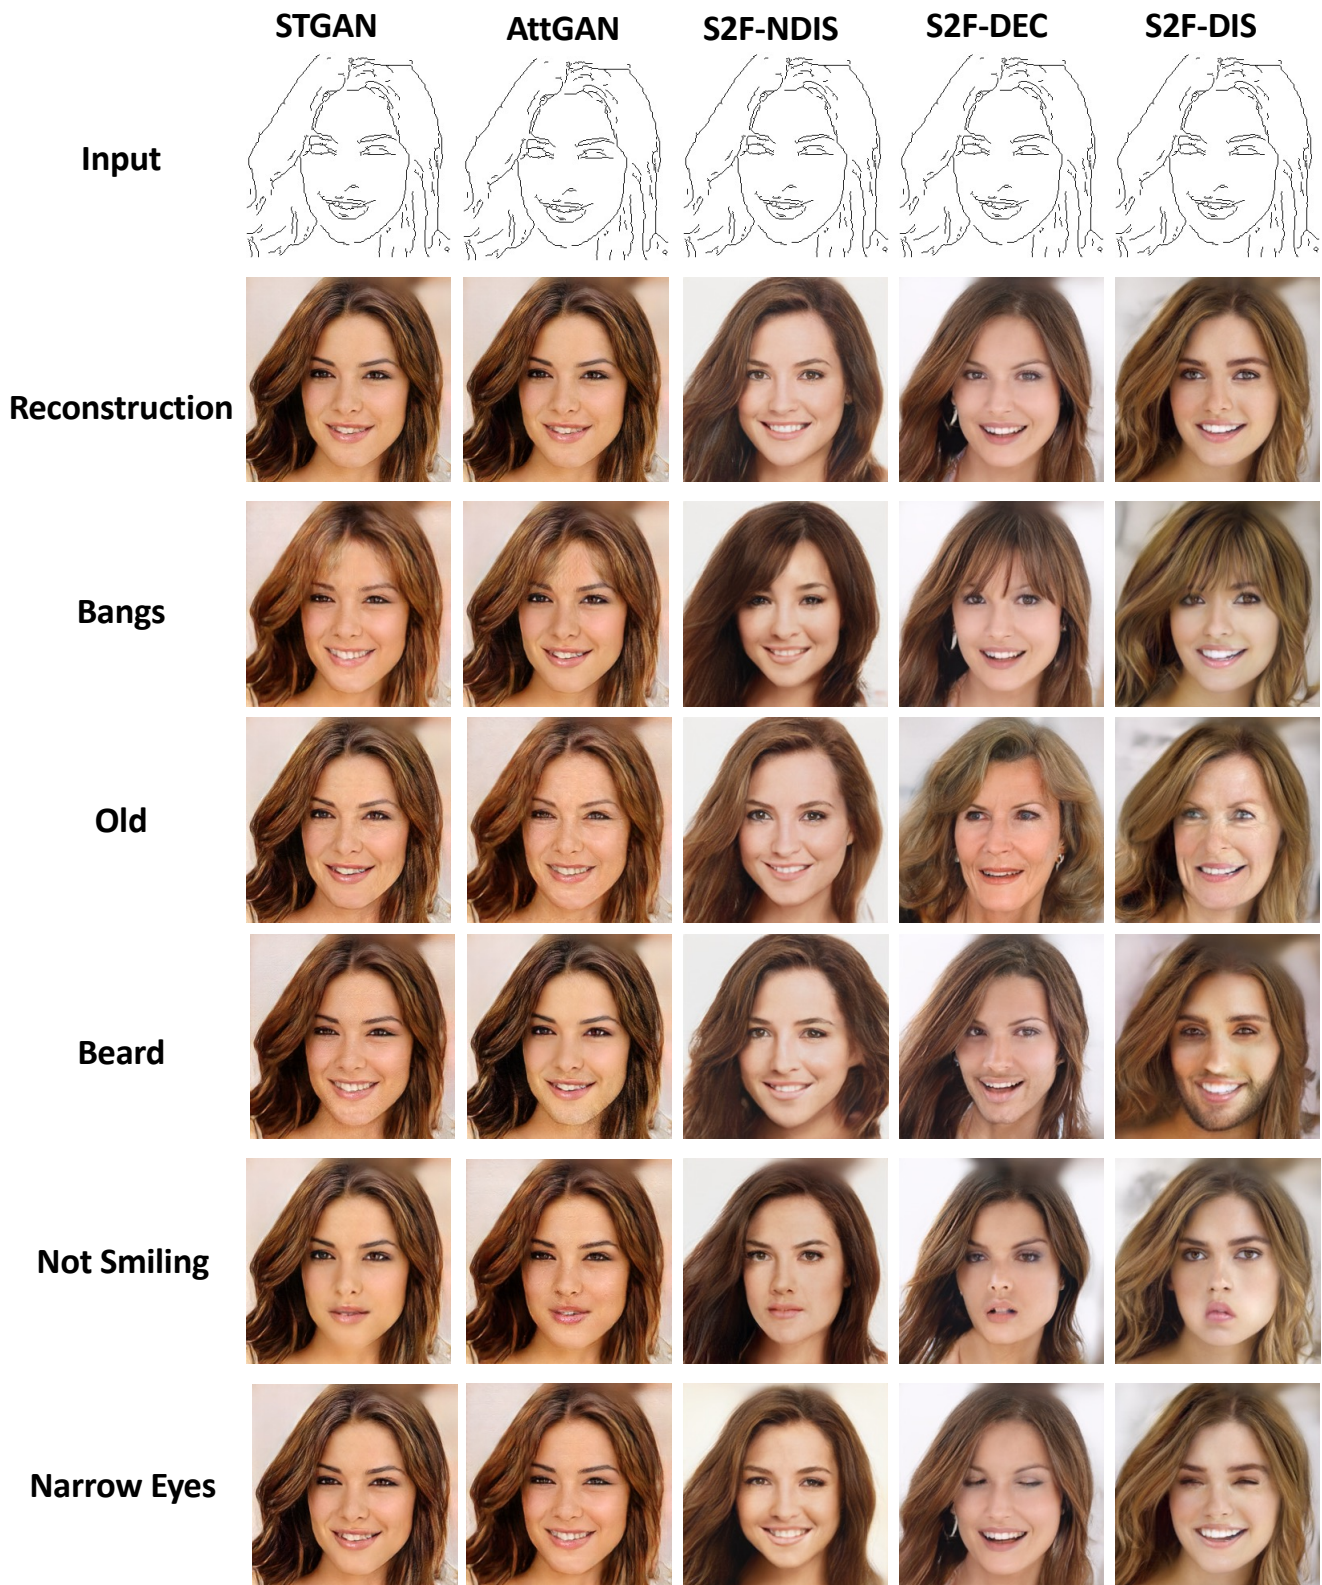 STGAN AttGAN S2F-NDIS S2F-DEC S2F-DIS
Input
Reconstruction
Bangs
Old
Beard
Not Smiling
Narrow Eyes